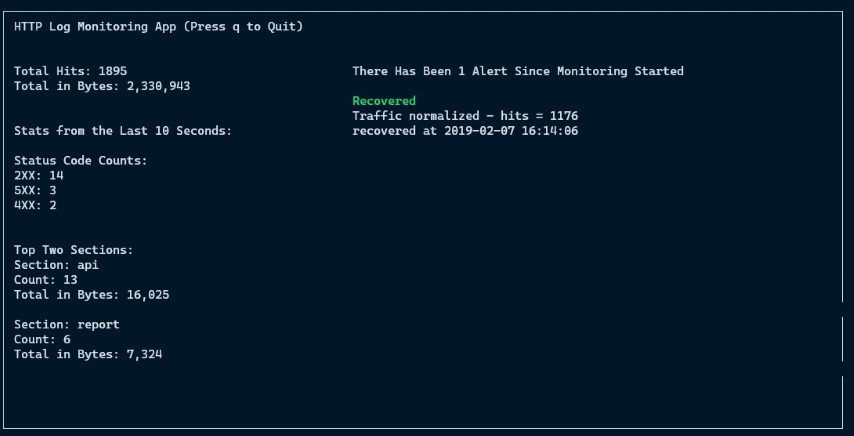 HTTP Log Monitoring App (Press q to Quit)
Total Hits: 1895
Total in Bytes: 2,330,943
There Has Been 1 Alert Since Monitoring Started
Recovered
Traffic normalized - hits = 1176
recovered at 2019-02-07 16:14:06
Stats from the Last 10 Seconds:
Status Code Counts:
2XX: 14
5XX: 3
4XX: 2
Top Two Sections:
Section: api
Count: 13
Total in Bytes: 16,025
Section: report
Count: 6
Total in Bytes: 7,324